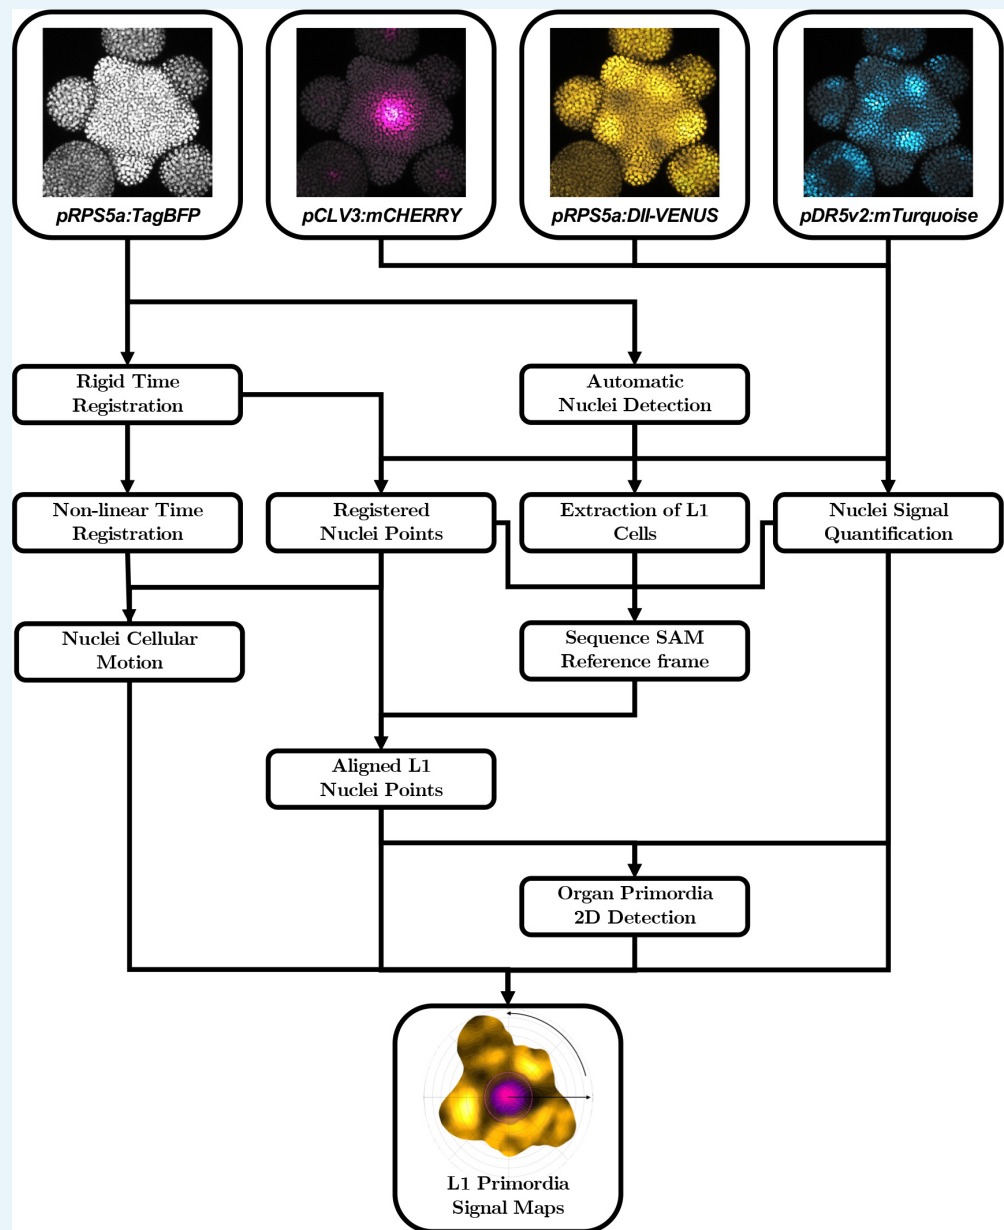 pRPS5a:TagBFP
pCLV3:mCHERRY
pRPS5a:DII-VENUS
pDR5v2:mTurquoise
Rigid Time
Registration
Automatic
Nuclei Detection
Non-linear Time
Registration
Registered
Nuclei Points
Extraction of L1
Cells
Nuclei Signal
Quantification
Nuclei Cellular
Motion
Sequence SAM
Reference frame
Aligned L1
Nuclei Points
Organ Primordia
2D Detection
L1 Primordia
Signal Maps